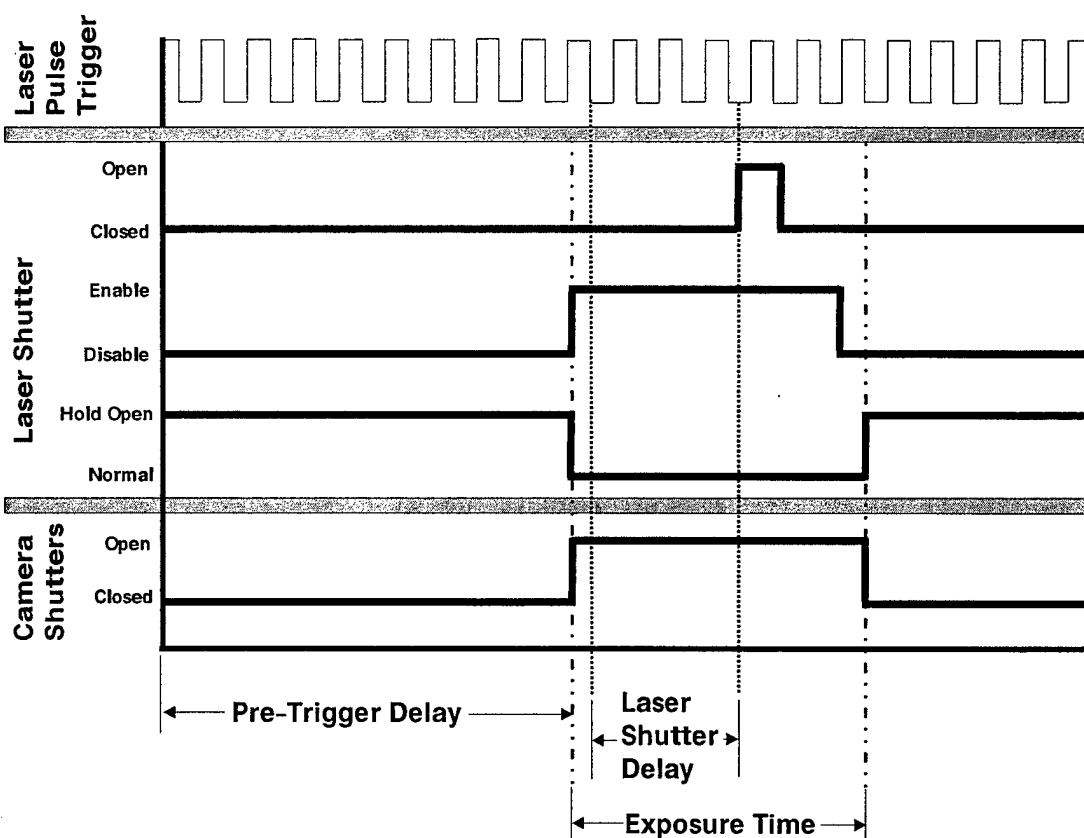 Laser
Pulse
Trigger
Laser Shutter
Open
Closed
Enable
Disable
Hold Open
Normal
Camera
Shutters
Open
Closed
Pre-Trigger Delay
Laser
Shutter
Delay
Exposure Time